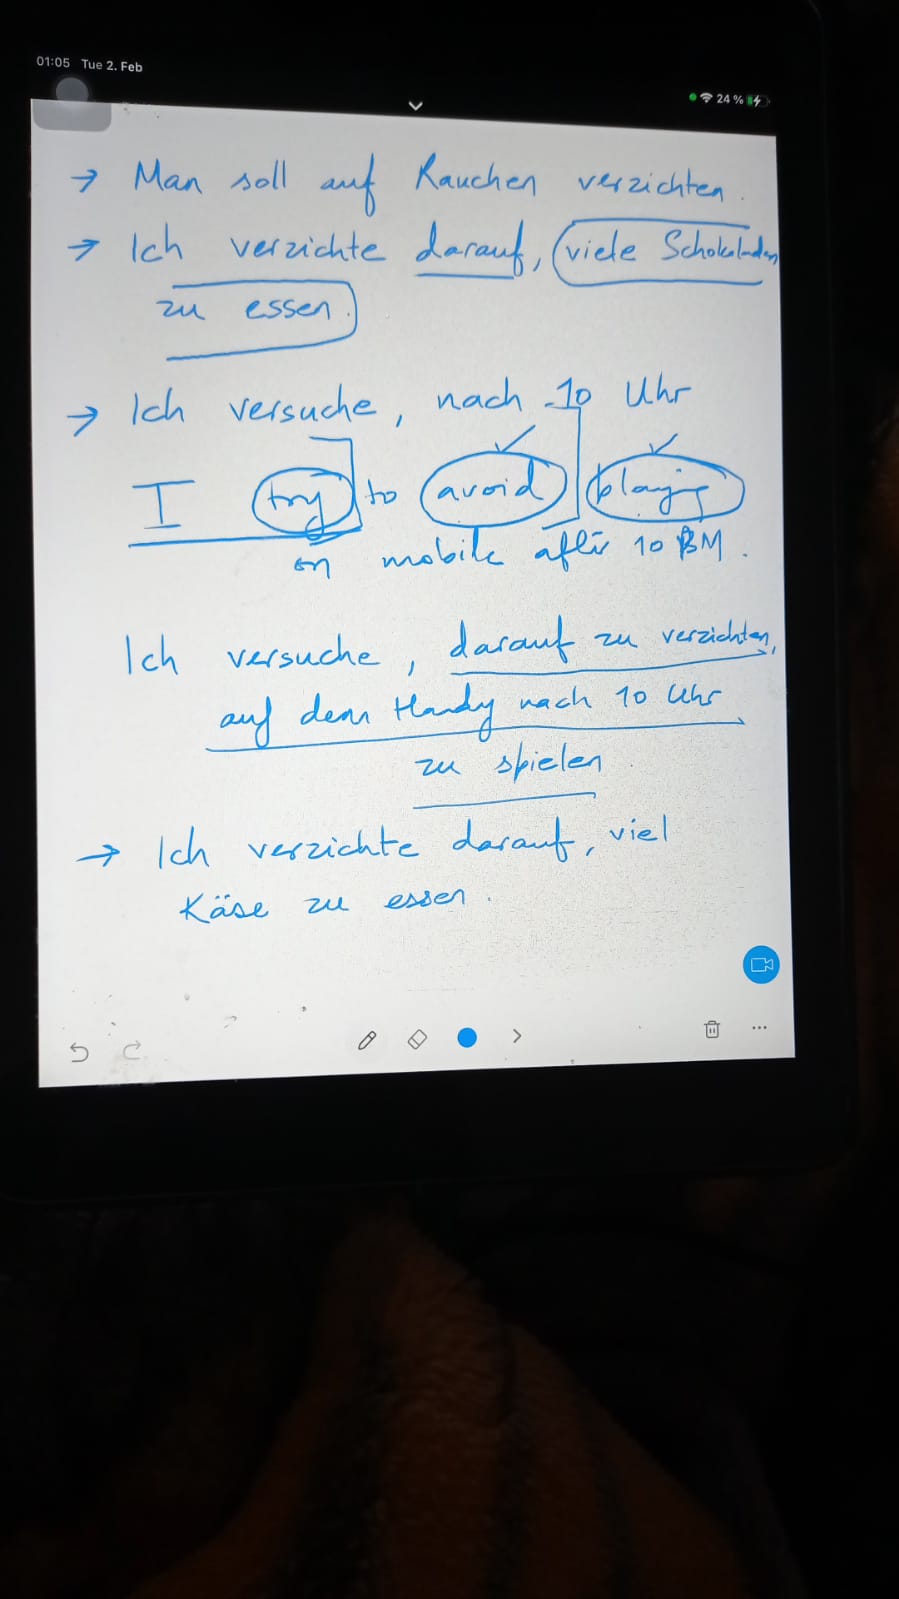 01:05 Tue 2. Feb
24 %
→ Man soll auf Rauchen verzichten.
→ Ich verzichte darauf, viele Schokoladen
zu essen.
→ Ich versuche, nach 10 Uhr
I try to avoid blaying
on mobile after 10 BM.
Ich versuche, darauf zu verzichten,
auf dem Handy nach 10 Uhr
zu spielen
→ Ich verzichte darauf, viel
Käse zu essen.